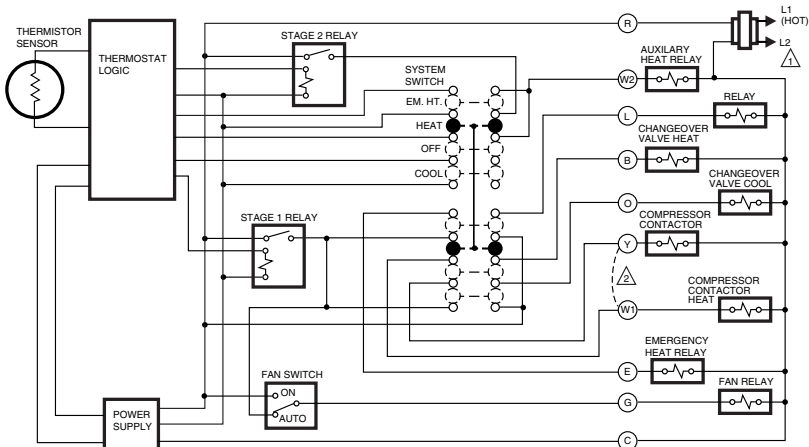 THERMISTOR
SENSOR
THERMOSTAT
LOGIC
STAGE 2 RELAY
SYSTEM
SWITCH
EM. HT.
HEAT
OFF
COOL
STAGE 1 RELAY
FAN SWITCH
ON
AUTO
POWER
SUPPLY
R
L1
(HOT)
L2
1
AUXILARY
HEAT RELAY
W2
RELAY
L
CHANGEOVER
VALVE HEAT
B
CHANGEOVER
VALVE COOL
O
COMPRESSOR
CONTACTOR
Y
2
COMPRESSOR
CONTACTOR
HEAT
W1
EMERGENCY
HEAT RELAY
E
FAN RELAY
G
C